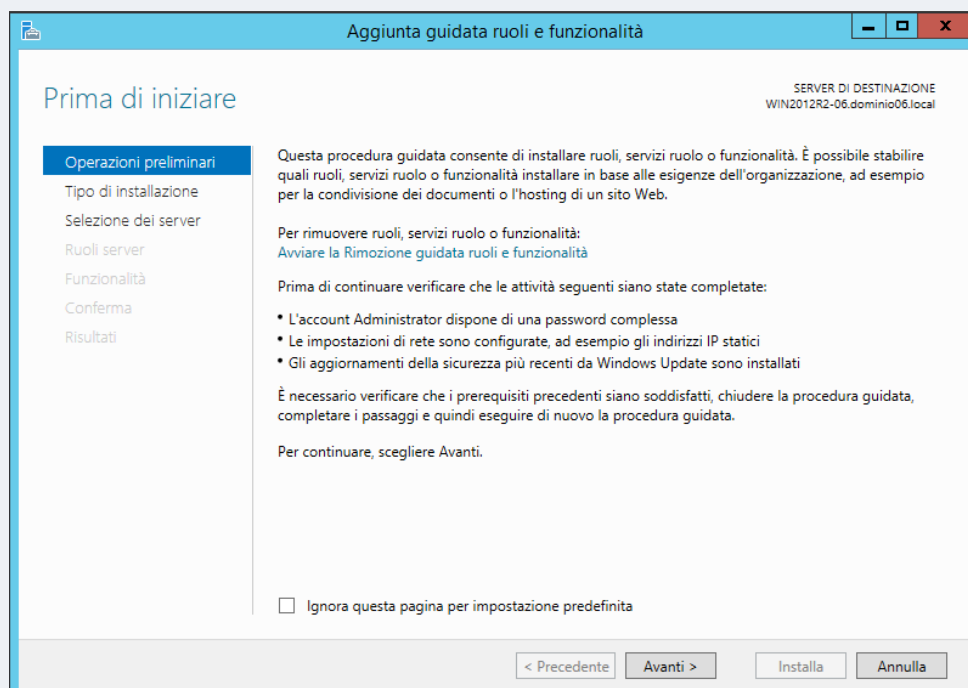 Aggiunta guidata ruoli e funzionalità
Prima di iniziare
SERVER DI DESTINAZIONE
WIN2012R2-06.dominio06.local
Operazioni preliminari
Tipo di installazione
Selezione dei server
Ruoli server
Funzionalità
Conferma
Risultati
Questa procedura guidata consente di installare ruoli, servizi ruolo o funzionalità. È possibile stabilire
quali ruoli, servizi ruolo o funzionalità installare in base alle esigenze dell'organizzazione, ad esempio
per la condivisione dei documenti o l'hosting di un sito Web.
Per rimuovere ruoli, servizi ruolo o funzionalità:
Avviare la Rimozione guidata ruoli e funzionalità
Prima di continuare verificare che le attività seguenti siano state completate:
• L'account Administrator dispone di una password complessa
• Le impostazioni di rete sono configurate, ad esempio gli indirizzi IP statici
• Gli aggiornamenti della sicurezza più recenti da Windows Update sono installati
È necessario verificare che i prerequisiti precedenti siano soddisfatti, chiudere la procedura guidata,
completare i passaggi e quindi eseguire di nuovo la procedura guidata.
Per continuare, scegliere Avanti.
Ignora questa pagina per impostazione predefinita
< Precedente
Avanti >
Installa
Annulla